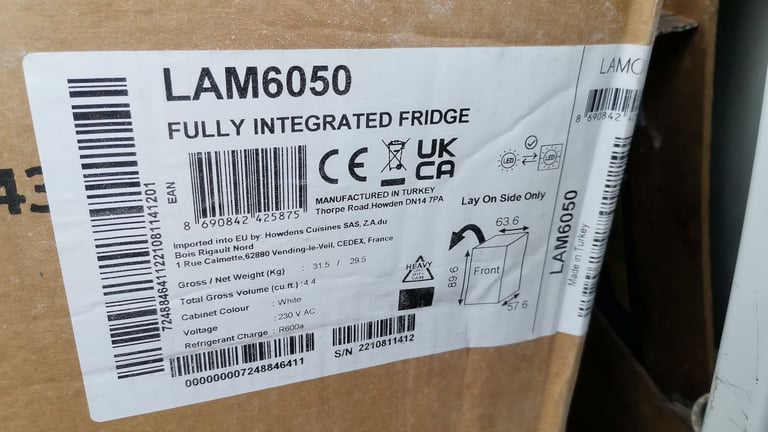 LAM6050
FULLY INTEGRATED FRIDGE
EAN
8 690842 425875
CE
UK
CA
MANUFACTURED IN TURKEY
Thorpe Road.Howden DN14 7PA
Imported into EU by: Howdens Cuisines SAS, Z.A.du
Bois Rigault Nord
1 Rue Calmette,62880 Vending-le-Veil, CEDEX, France
Gross / Net Weight (Kg) : 31.5 / 29.5
Total Gross Volume (cu.ft.) : 4.4
Cabinet Colour : White
Voltage : 230 V AC
Refrigerant Charge : R600a
000000007248846411
S/N 2210811412
7248846411221081141201
HEAVY
LED
LED
Lay On Side Only
63.6
89.6
Front
57.6
LAMO
8 690842 4
LAM6050
Made in Turkey
43